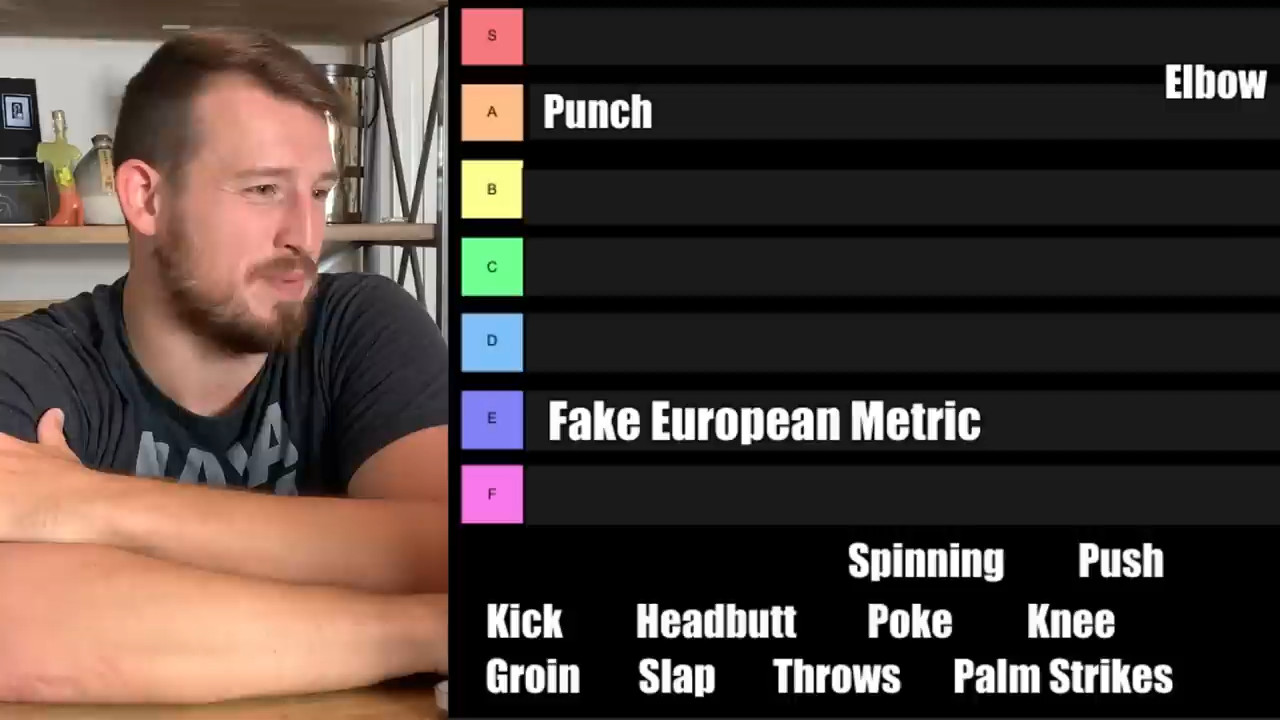 S
Elbow
A Punch
B
C
D
E Fake European Metric
F
Spinning Push
Kick Headbutt Poke Knee
Groin Slap Throws Palm Strikes